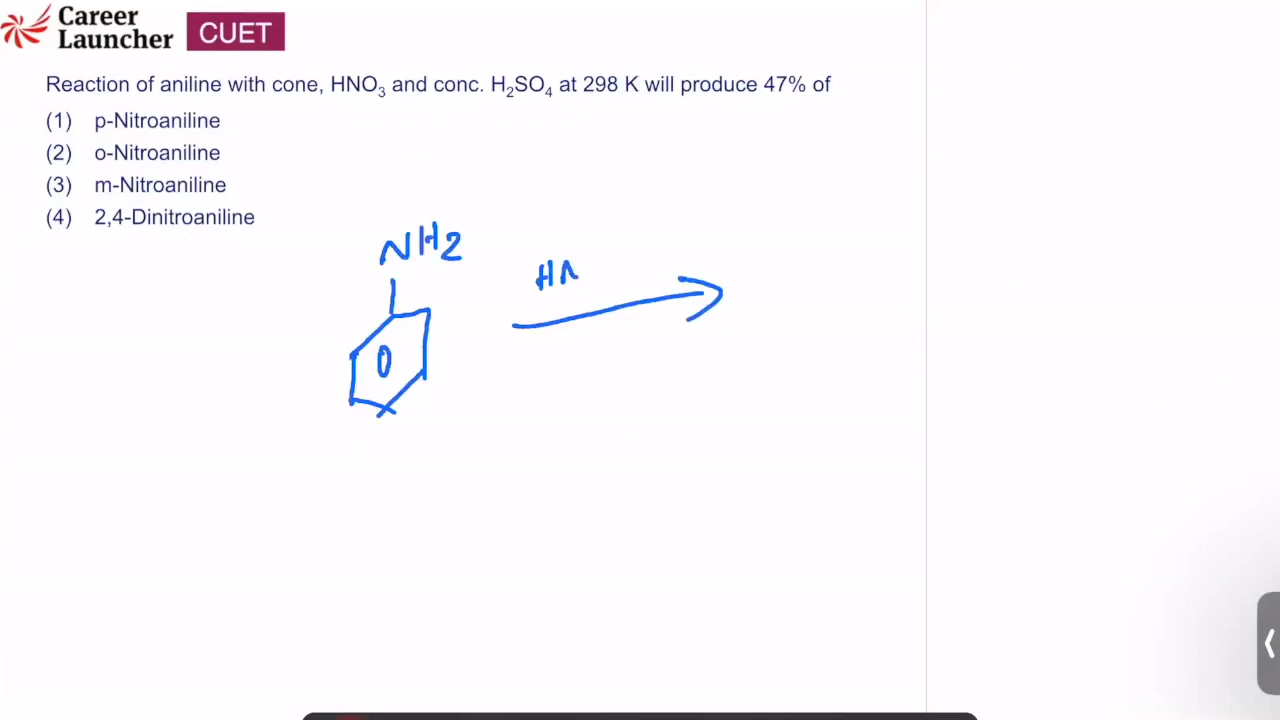 Career
Launcher
CUET
Reaction of aniline with cone, HNO₃ and conc. H₂SO₄ at 298 K will produce 47% of
(1) p-Nitroaniline
(2) o-Nitroaniline
(3) m-Nitroaniline
(4) 2,4-Dinitroaniline
NH2